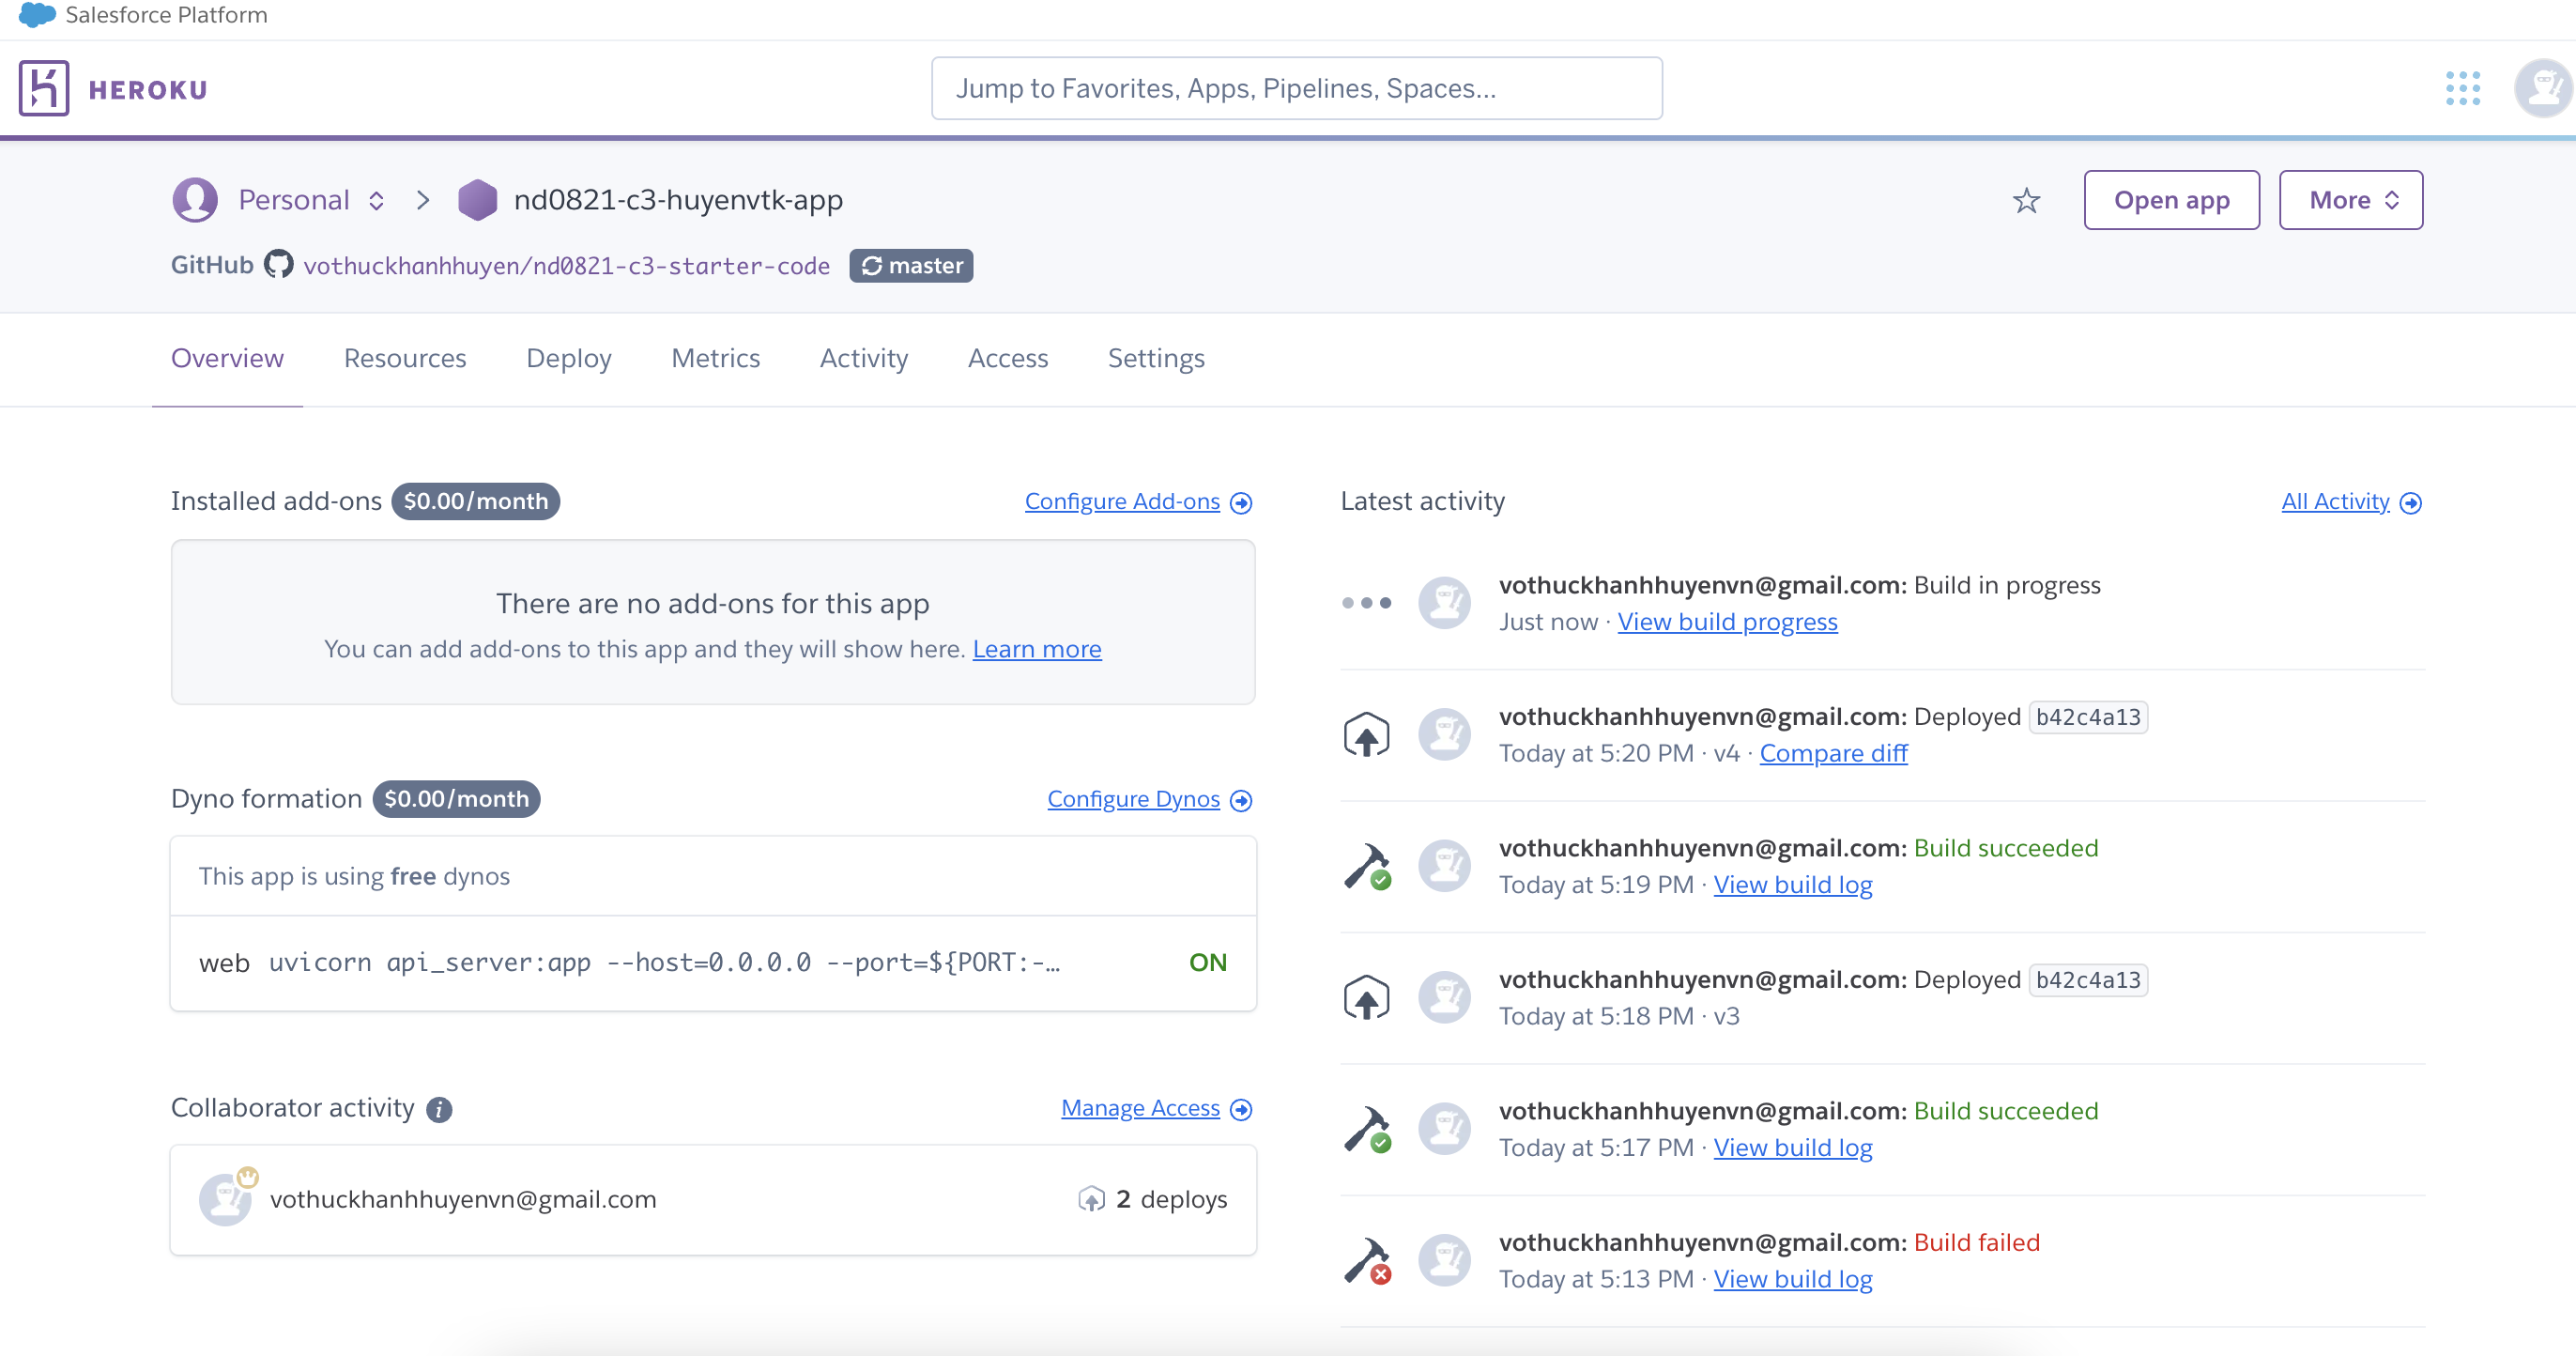 Salesforce Platform
HEROKU
Jump to Favorites, Apps, Pipelines, Spaces...
Personal
nd0821-c3-huyenvtk-app
Open app
More
GitHub vothuckhanhhuyen/nd0821-c3-starter-code master
Overview Resources Deploy Metrics Activity Access Settings
Installed add-ons $0.00/month Configure Add-ons
There are no add-ons for this app
You can add add-ons to this app and they will show here. Learn more
Dyno formation $0.00/month Configure Dynos
This app is using free dynos
web uvicorn api_server:app --host=0.0.0.0 --port=${PORT:-… ON
Collaborator activity Manage Access
vothuckhanhhuyenvn@gmail.com 2 deploys
Latest activity All Activity
vothuckhanhhuyenvn@gmail.com: Build in progress
Just now · View build progress
vothuckhanhhuyenvn@gmail.com: Deployed b42c4a13
Today at 5:20 PM · v4 · Compare diff
vothuckhanhhuyenvn@gmail.com: Build succeeded
Today at 5:19 PM · View build log
vothuckhanhhuyenvn@gmail.com: Deployed b42c4a13
Today at 5:18 PM · v3
vothuckhanhhuyenvn@gmail.com: Build succeeded
Today at 5:17 PM · View build log
vothuckhanhhuyenvn@gmail.com: Build failed
Today at 5:13 PM · View build log